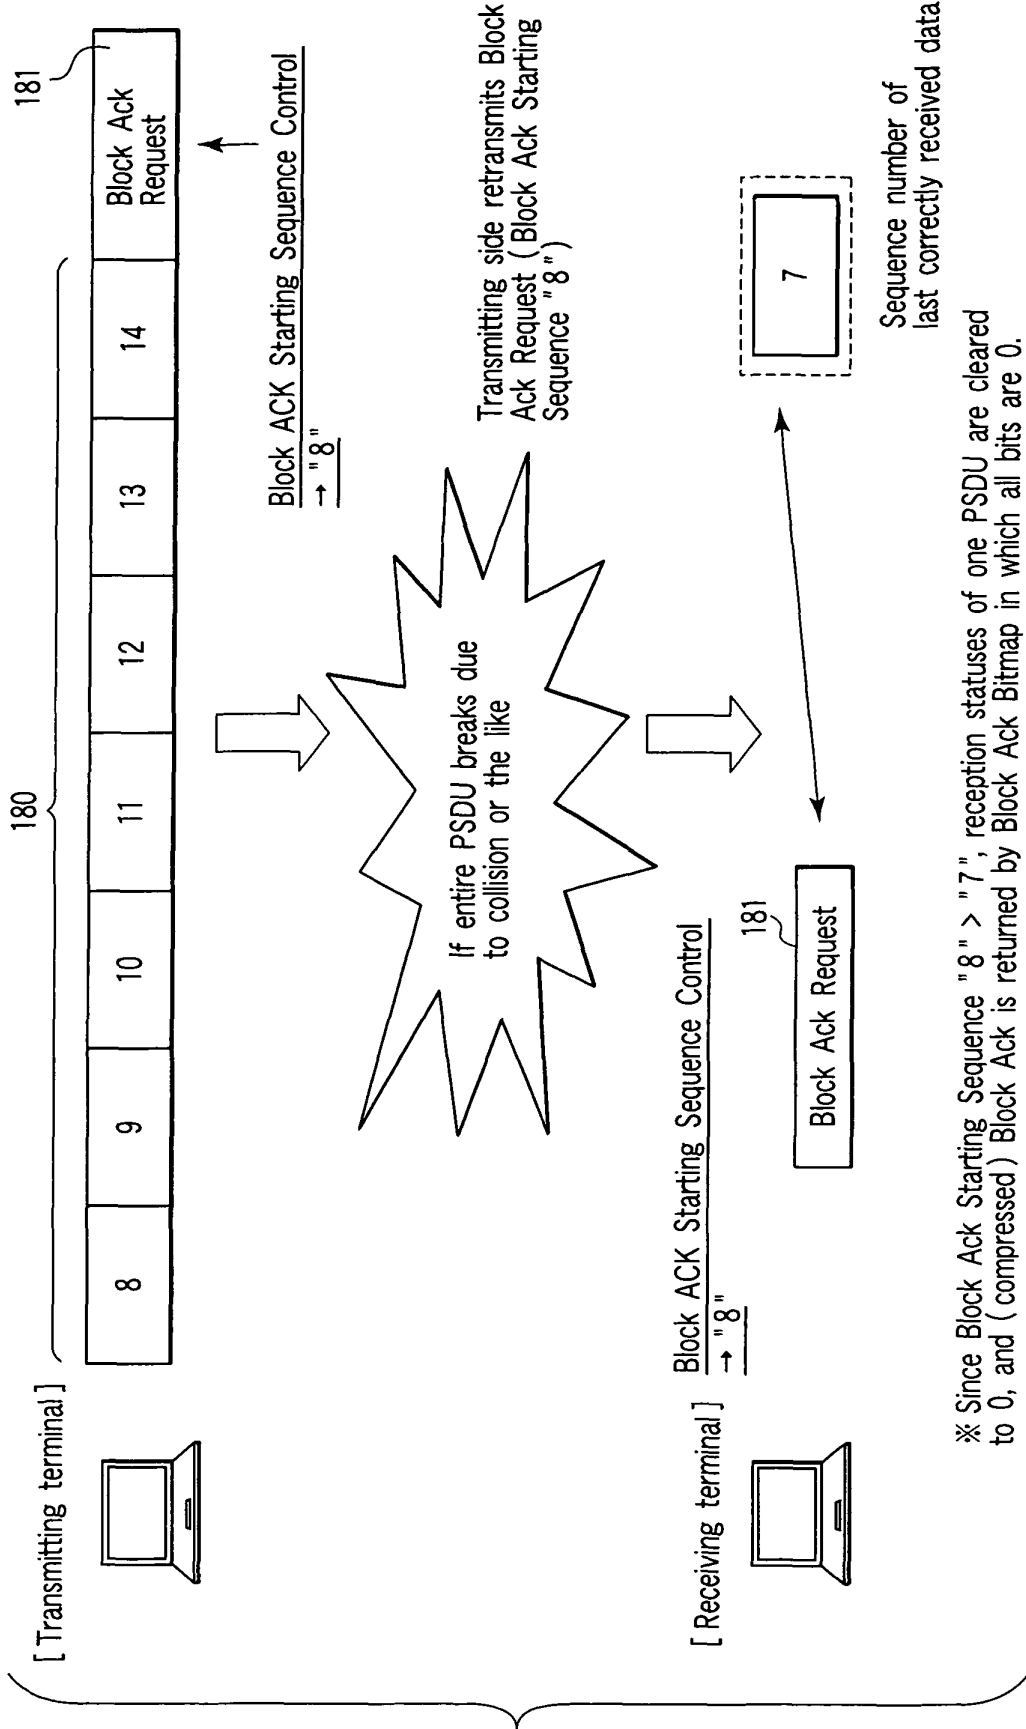 [Transmitting terminal]
180
181
8
9
10
11
12
13
14
Block Ack
Request
Block ACK Starting Sequence Control
→ "8"
If entire PSDU breaks due
to collision or the like
Transmitting side retransmits Block
Ack Request (Block Ack Starting
Sequence "8")
[Receiving terminal]
Block ACK Starting Sequence Control
→ "8"
181
Block Ack Request
7
Sequence number of
last correctly received data
※ Since Block Ack Starting Sequence "8" > "7", reception statuses of one PSDU are cleared
to 0, and (compressed) Block Ack is returned by Block Ack Bitmap in which all bits are 0.